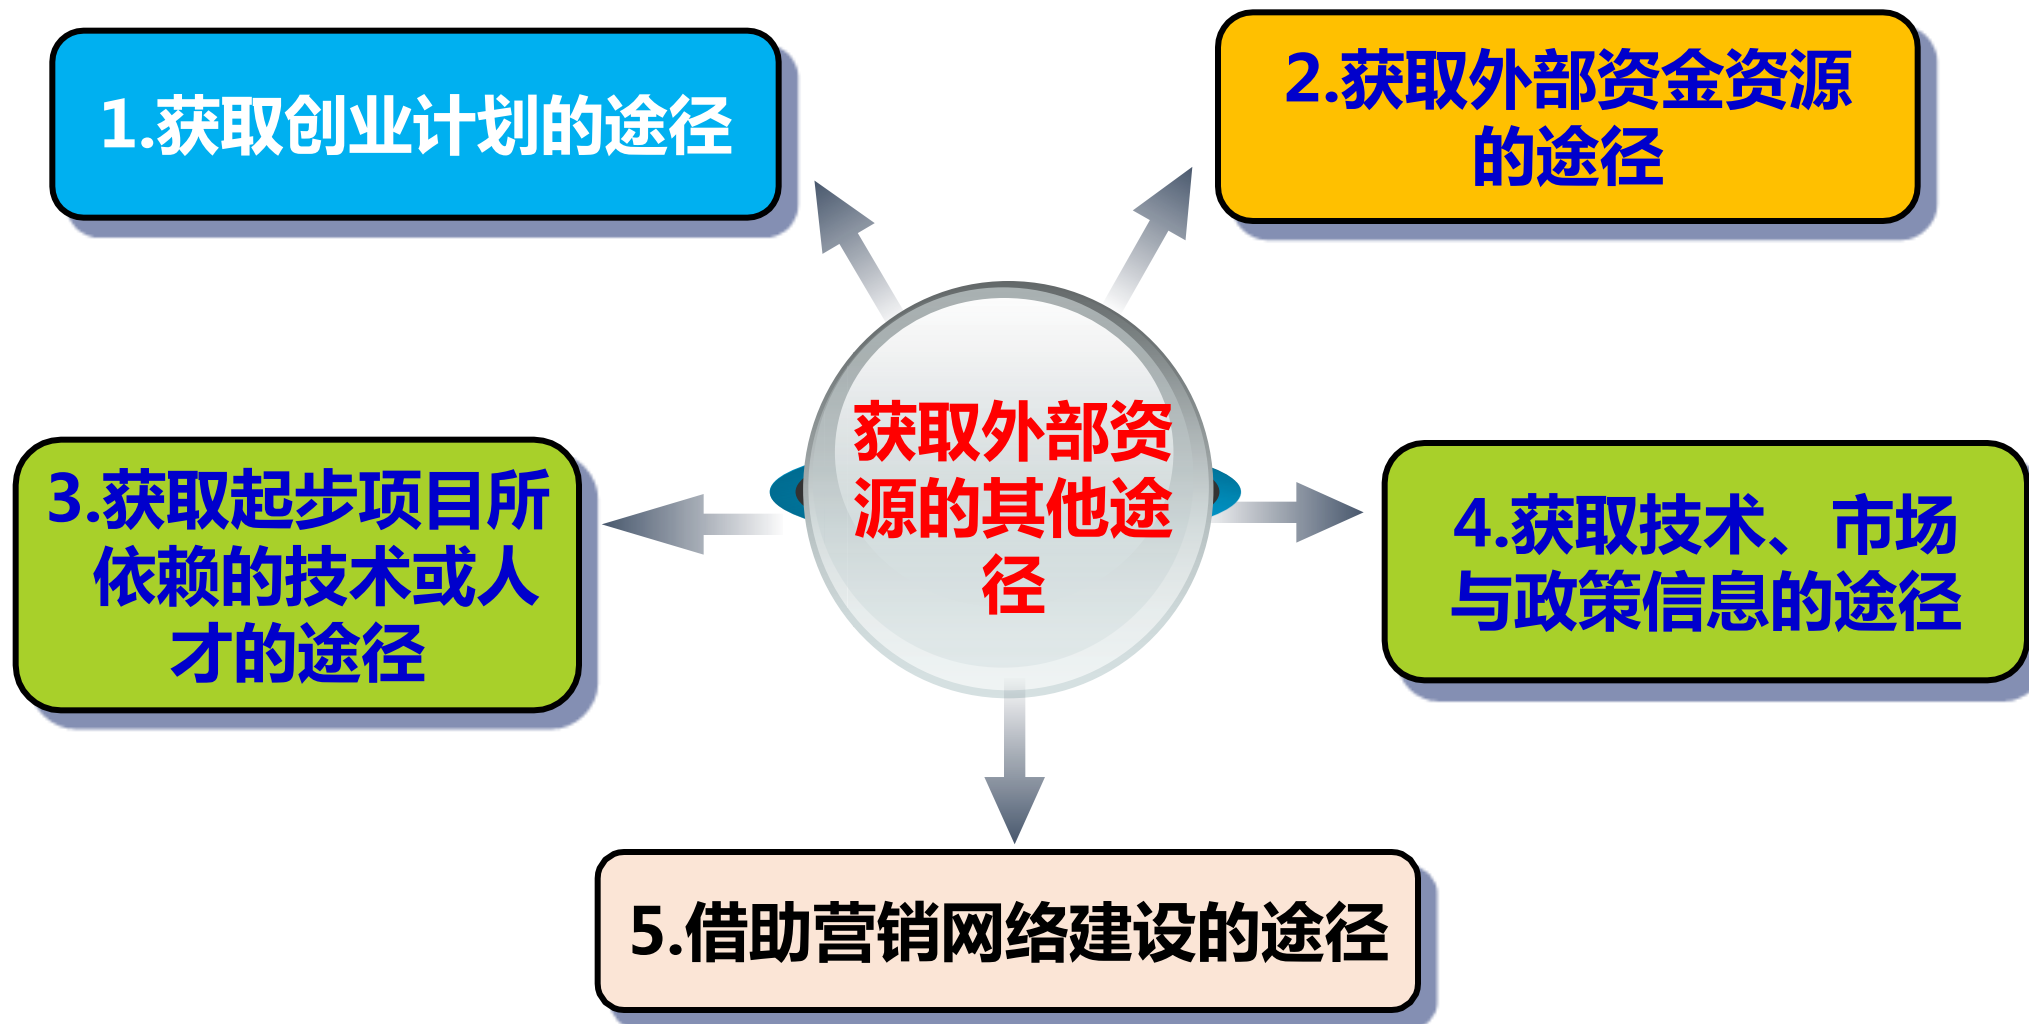 1.获取创业计划的途径
2.获取外部资金资源
的途径
获取外部资
源的其他途
径
3.获取起步项目所
依赖的技术或人
才的途径
4.获取技术、市场
与政策信息的途径
5.借助营销网络建设的途径